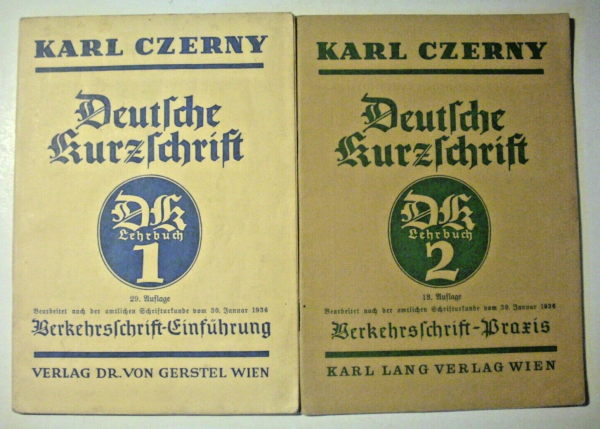 KARL CZERNY
Deutsche
Kurzschrift
DK
Lehrbuch
1
29. Auflage
Bearbeitet nach der amtlichen Schrifturkunde vom 30. Januar 1936
Verkehrsschrift-Einführung
VERLAG DR. VON GERSTEL WIEN
KARL CZERNY
Deutsche
Kurzschrift
DK
Lehrbuch
2
18. Auflage
Bearbeitet nach der amtlichen Schrifturkunde vom 30. Januar 1936
Verkehrsschrift-Praxis
KARL LANG VERLAG WIEN